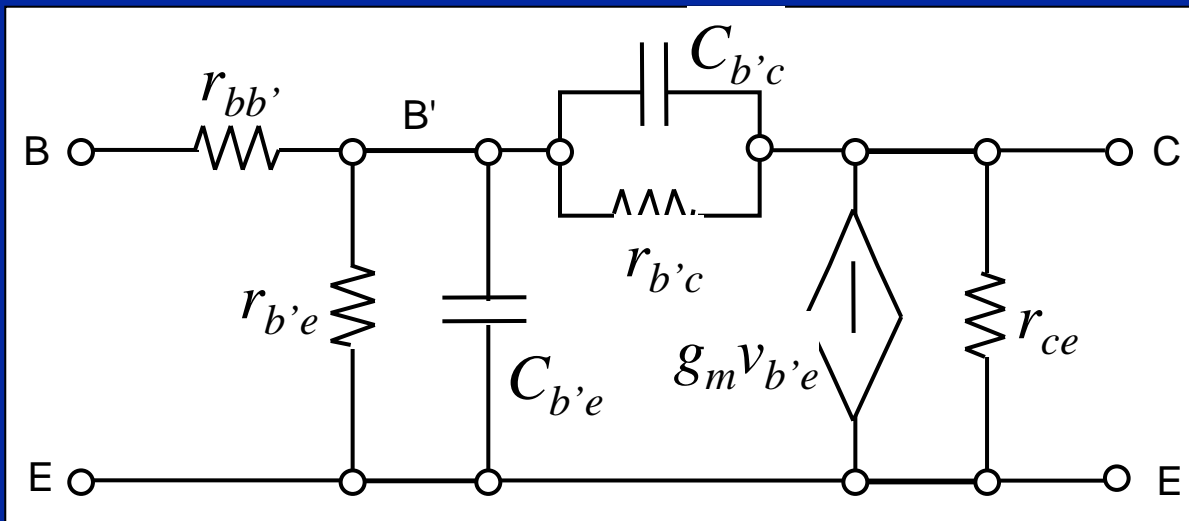 C_{b'c}
r_{bb'}
B'
B
C
r_{b'c}
r_{b'e}
r_{ce}
g_m v_{b'e}
C_{b'e}
E
E